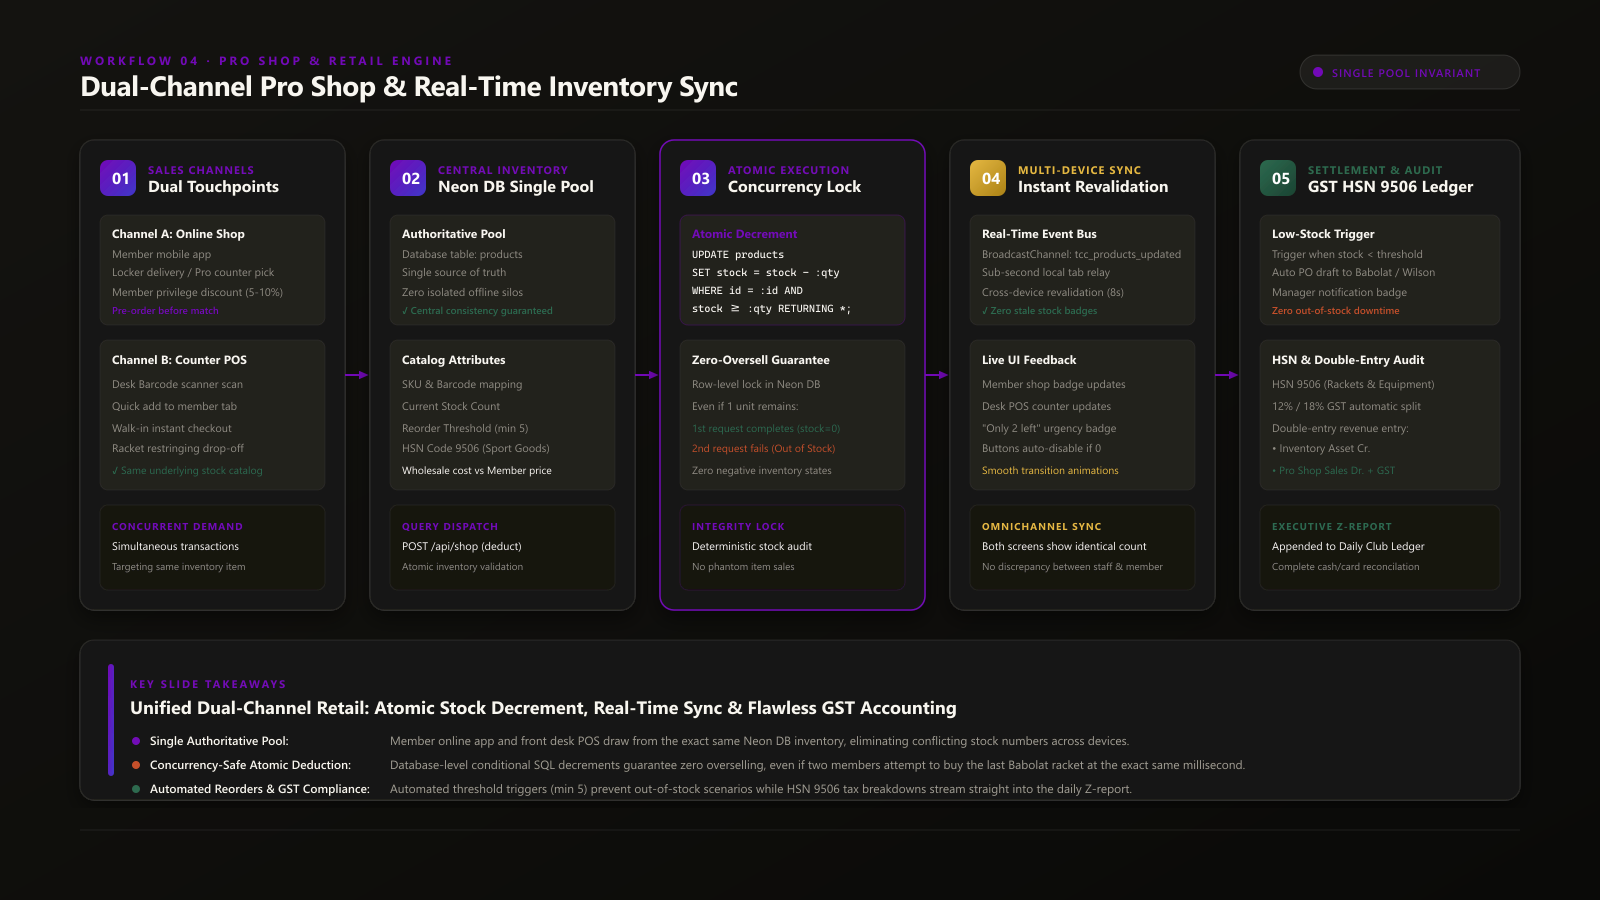 WORKFLOW 04 · PRO SHOP & RETAIL ENGINE
Dual-Channel Pro Shop & Real-Time Inventory Sync
SINGLE POOL INVARIANT
01
SALES CHANNELS
Dual Touchpoints
Channel A: Online Shop
Member mobile app
Locker delivery / Pro counter pick
Member privilege discount (5-10%)
Pre-order before match
Channel B: Counter POS
Desk Barcode scanner scan
Quick add to member tab
Walk-in instant checkout
Racket restringing drop-off
✓ Same underlying stock catalog
CONCURRENT DEMAND
Simultaneous transactions
Targeting same inventory item
02
CENTRAL INVENTORY
Neon DB Single Pool
Authoritative Pool
Database table: products
Single source of truth
Zero isolated offline silos
✓ Central consistency guaranteed
Catalog Attributes
SKU & Barcode mapping
Current Stock Count
Reorder Threshold (min 5)
HSN Code 9506 (Sport Goods)
Wholesale cost vs Member price
QUERY DISPATCH
POST /api/shop (deduct)
Atomic inventory validation
03
ATOMIC EXECUTION
Concurrency Lock
Atomic Decrement
UPDATE products
SET stock = stock − :qty
WHERE id = :id AND
stock ≥ :qty RETURNING *;
Zero-Oversell Guarantee
Row-level lock in Neon DB
Even if 1 unit remains:
1st request completes (stock=0)
2nd request fails (Out of Stock)
Zero negative inventory states
INTEGRITY LOCK
Deterministic stock audit
No phantom item sales
04
MULTI-DEVICE SYNC
Instant Revalidation
Real-Time Event Bus
BroadcastChannel: tcc_products_updated
Sub-second local tab relay
Cross-device revalidation (8s)
✓ Zero stale stock badges
Live UI Feedback
Member shop badge updates
Desk POS counter updates
"Only 2 left" urgency badge
Buttons auto-disable if 0
Smooth transition animations
OMNICHANNEL SYNC
Both screens show identical count
No discrepancy between staff & member
05
SETTLEMENT & AUDIT
GST HSN 9506 Ledger
Low-Stock Trigger
Trigger when stock < threshold
Auto PO draft to Babolat / Wilson
Manager notification badge
Zero out-of-stock downtime
HSN & Double-Entry Audit
HSN 9506 (Rackets & Equipment)
12% / 18% GST automatic split
Double-entry revenue entry:
• Inventory Asset Cr.
• Pro Shop Sales Dr. + GST
EXECUTIVE Z-REPORT
Appended to Daily Club Ledger
Complete cash/card reconcilation
KEY SLIDE TAKEAWAYS
Unified Dual-Channel Retail: Atomic Stock Decrement, Real-Time Sync & Flawless GST Accounting
Single Authoritative Pool: Member online app and front desk POS draw from the exact same Neon DB inventory, eliminating conflicting stock numbers across devices.
Concurrency-Safe Atomic Deduction: Database-level conditional SQL decrements guarantee zero overselling, even if two members attempt to buy the last Babolat racket at the exact same millisecond.
Automated Reorders & GST Compliance: Automated threshold triggers (min 5) prevent out-of-stock scenarios while HSN 9506 tax breakdowns stream straight into the daily Z-report.